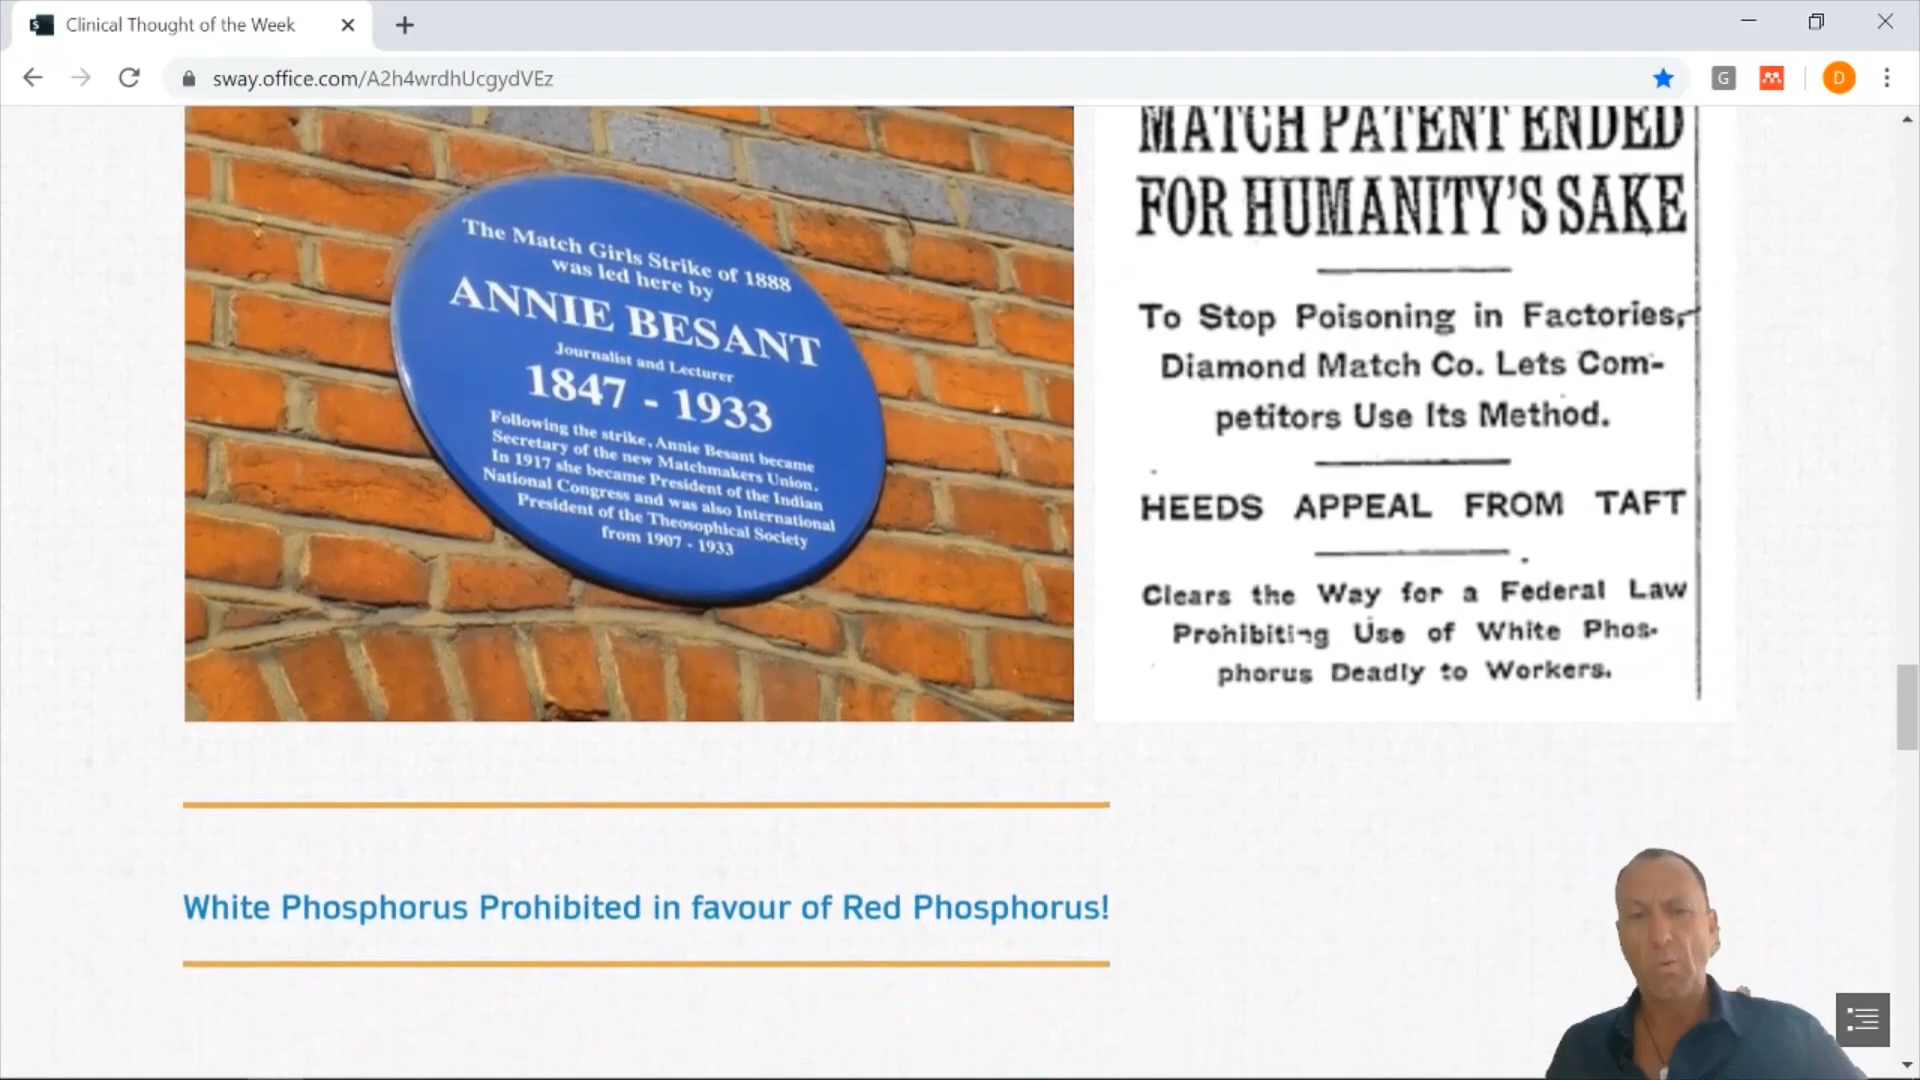 Clinical Thought of the Week
sway.office.com/A2h4wrdhUcgydVEz
G
D
The Match Girls Strike of 1888
was led here by
ANNIE BESANT
Journalist and Lecturer
1847 - 1933
Following the strike, Annie Besant became
Secretary of the new Matchmakers Union.
In 1917 she became President of the Indian
National Congress and was also International
President of the Theosophical Society
from 1907 - 1933
MATCH PATENT ENDED
FOR HUMANITY'S SAKE
To Stop Poisoning in Factories,
Diamond Match Co. Lets Com-
petitors Use Its Method.
HEEDS APPEAL FROM TAFT
Clears the Way for a Federal Law
Prohibiting Use of White Phos-
phorus Deadly to Workers.
White Phosphorus Prohibited in favour of Red Phosphorus!